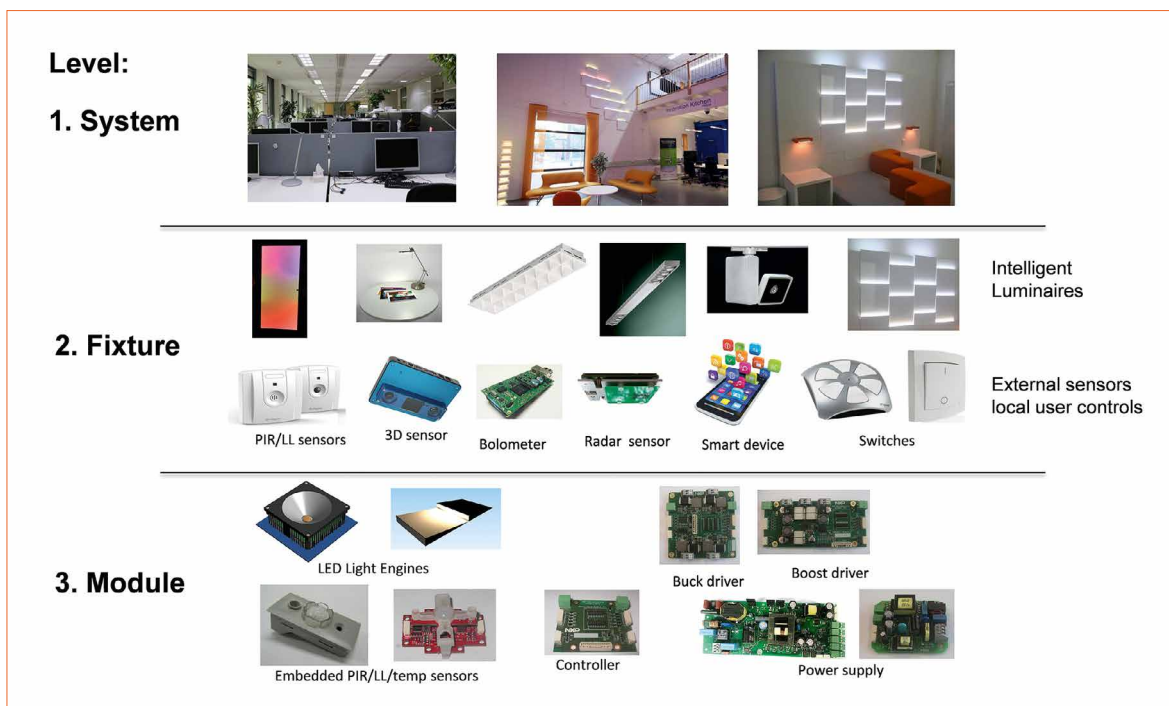 Level:
1. System
Intelligent
Luminaires
2. Fixture
External sensors
local user controls
PIR/LL sensors
3D sensor
Bolometer
Radar sensor
Smart device
Switches
LED Light Engines
Buck driver
Boost driver
3. Module
NXP
Embedded PIR/LL/temp sensors
Controller
Power supply